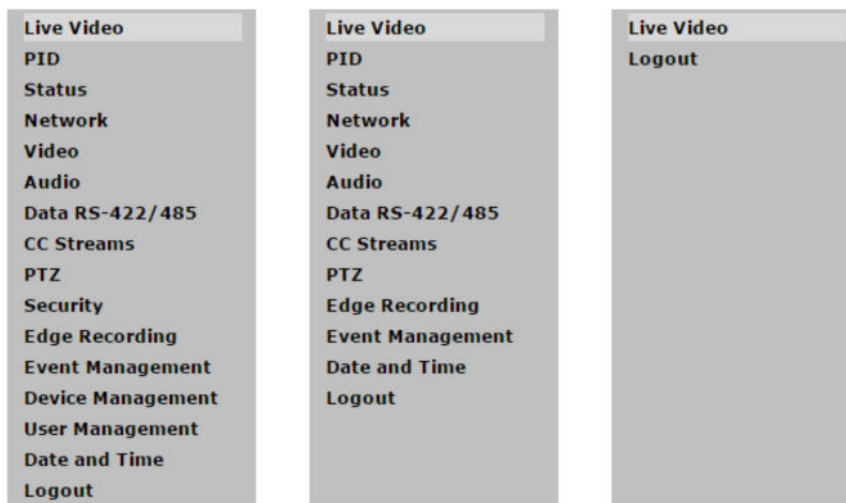 Live Video
PID
Status
Network
Video
Audio
Data RS-422/485
CC Streams
PTZ
Security
Edge Recording
Event Management
Device Management
User Management
Date and Time
Logout
Live Video
PID
Status
Network
Video
Audio
Data RS-422/485
CC Streams
PTZ
Edge Recording
Event Management
Date and Time
Logout
Live Video
Logout